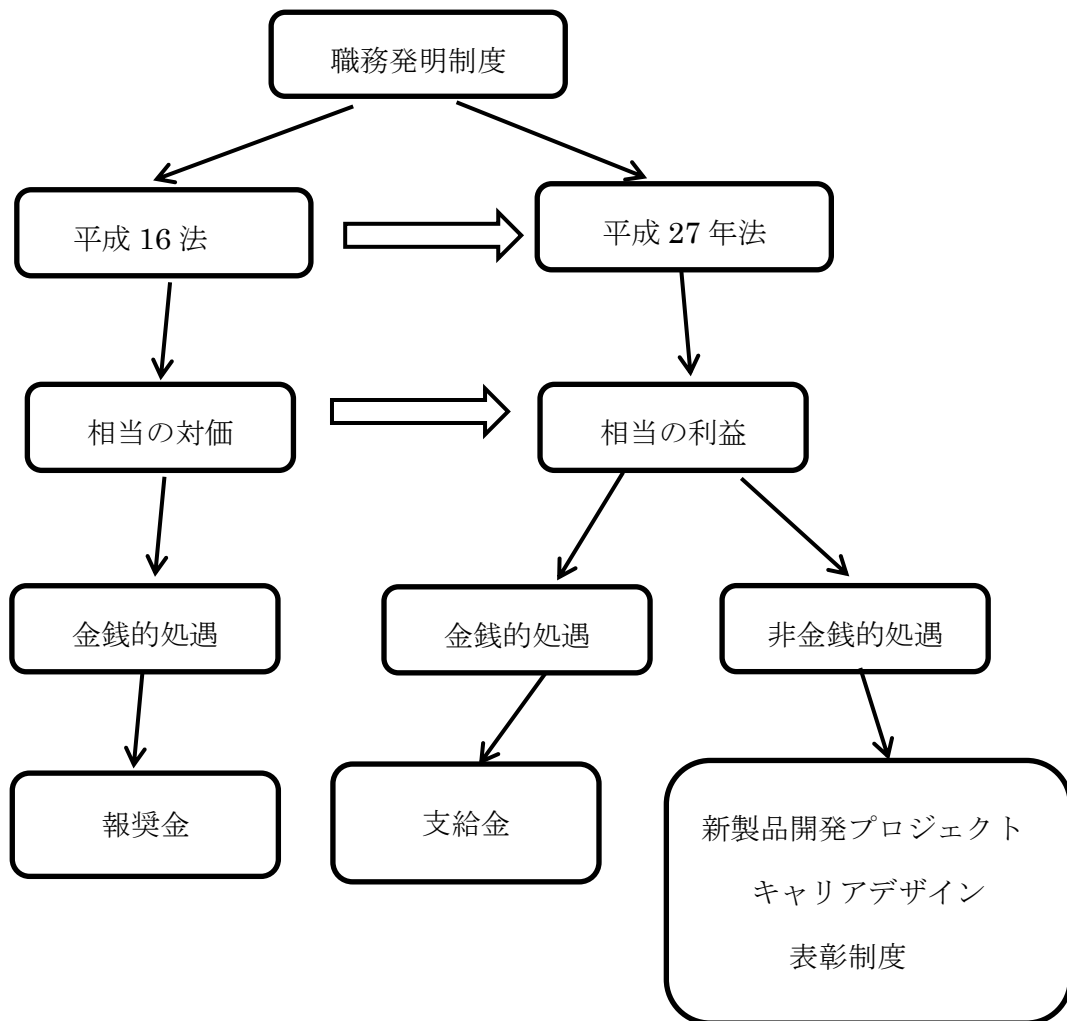 職務発明制度
平成 16 法
平成 27 年法
相当の対価
相当の利益
金銭的処遇
金銭的処遇
非金銭的処遇
報奨金
支給金
新製品開発プロジェクト
キャリアデザイン
表彰制度